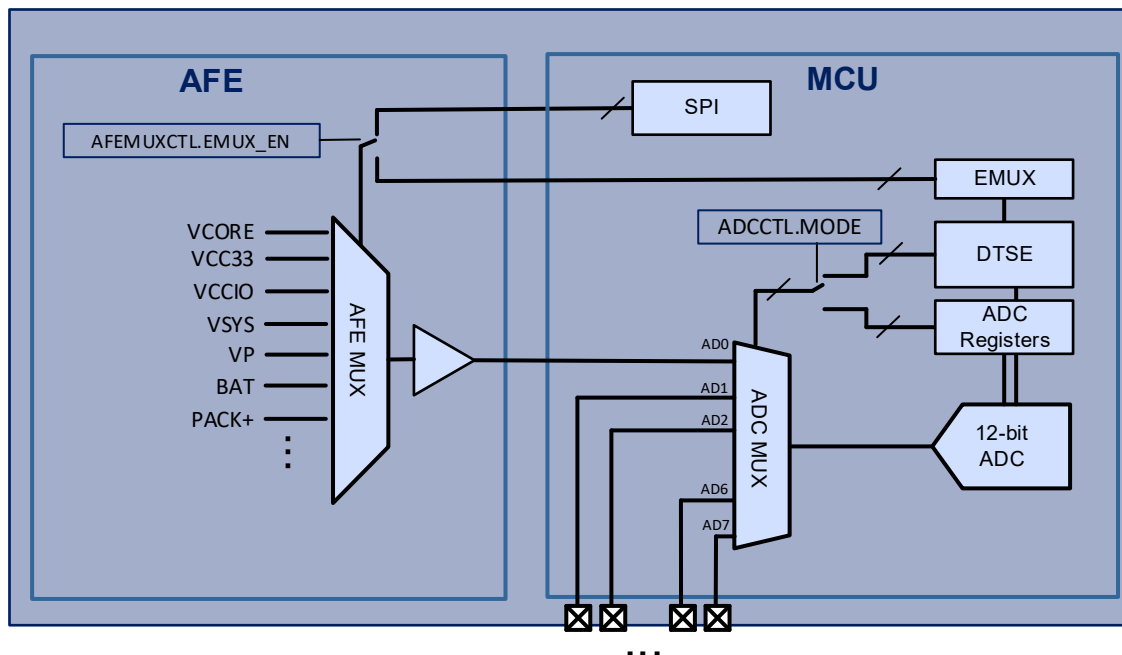 AFE
MCU
SPI
AFEMUXCTL.EMUX_EN
EMUX
ADCCTL.MODE
VCORE
VCC33
VCCIO
VSYS
VP
BAT
PACK+
AFE MUX
DTSE
ADC
Registers
AD0
AD1
AD2
AD6
AD7
ADC MUX
12-bit
ADC